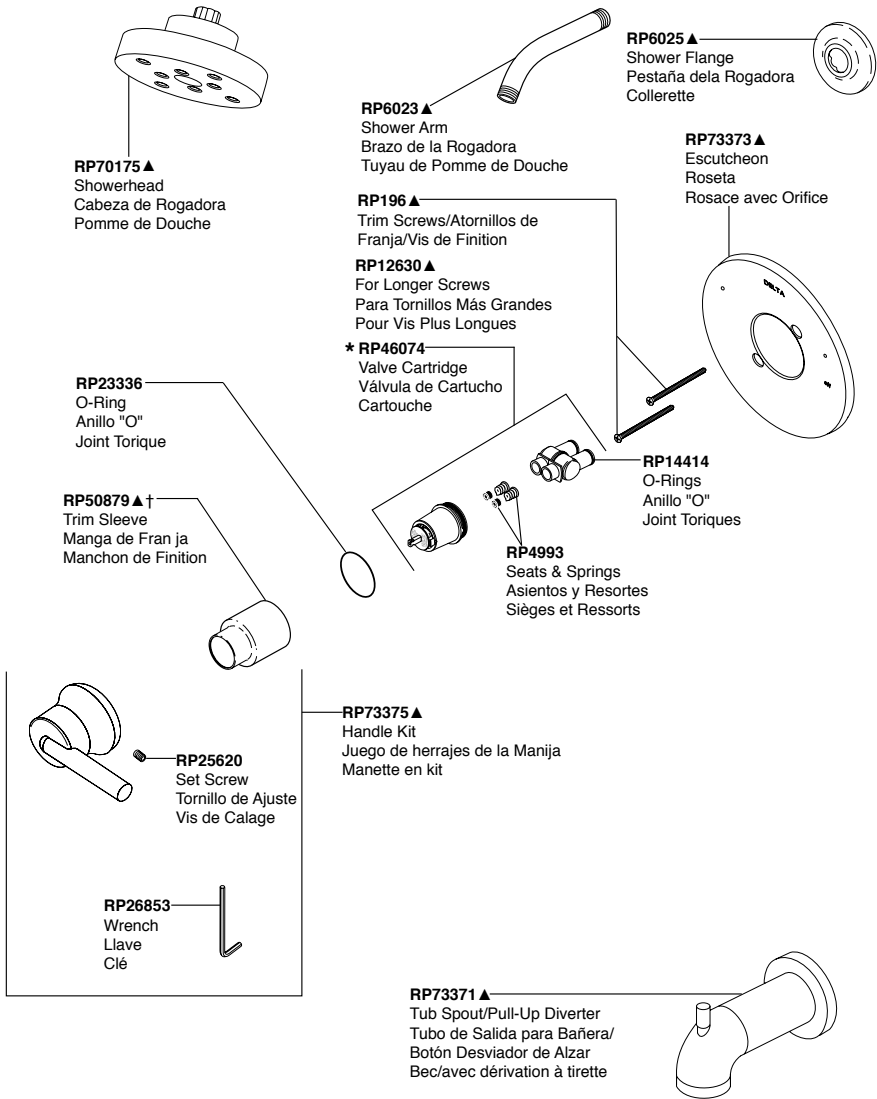 RP6025▲
Shower Flange
Pestaña dela Rogadora
Collerette
RP6023▲
Shower Arm
Brazo de la Rogadora
Tuyau de Pomme de Douche
RP70175▲
Showerhead
Cabeza de Rogadora
Pomme de Douche
RP73373▲
Escutcheon
Roseta
Rosace avec Orifice
RP196▲
Trim Screws/Atornillos de
Franja/Vis de Finition
RP12630▲
For Longer Screws
Para Tornillos Más Grandes
Pour Vis Plus Longues
DELTA
* RP46074
Valve Cartridge
Válvula de Cartucho
Cartouche
RP23336
O-Ring
Anillo "O"
Joint Torique
RP14414
O-Rings
Anillo "O"
Joint Toriques
RP50879▲†
Trim Sleeve
Manga de Fran ja
Manchon de Finition
RP4993
Seats & Springs
Asientos y Resortes
Sièges et Ressorts
RP73375▲
Handle Kit
Juego de herrajes de la Manija
Manette en kit
RP25620
Set Screw
Tornillo de Ajuste
Vis de Calage
RP26853
Wrench
Llave
Clé
RP73371▲
Tub Spout/Pull-Up Diverter
Tubo de Salida para Bañera/
Botón Desviador de Alzar
Bec/avec dérivation à tirette